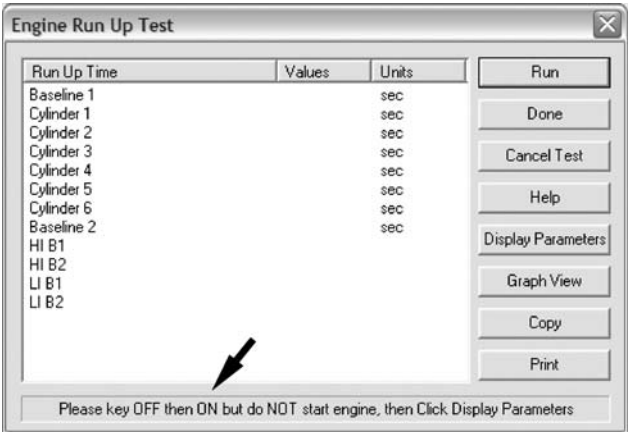 Engine Run Up Test
Run Up Time Values Units
Baseline 1 sec
Cylinder 1 sec
Cylinder 2 sec
Cylinder 3 sec
Cylinder 4 sec
Cylinder 5 sec
Cylinder 6 sec
Baseline 2 sec
HI B1
HI B2
LI B1
LI B2
Run
Done
Cancel Test
Help
Display Parameters
Graph View
Copy
Print
Please key OFF then ON but do NOT start engine, then Click Display Parameters